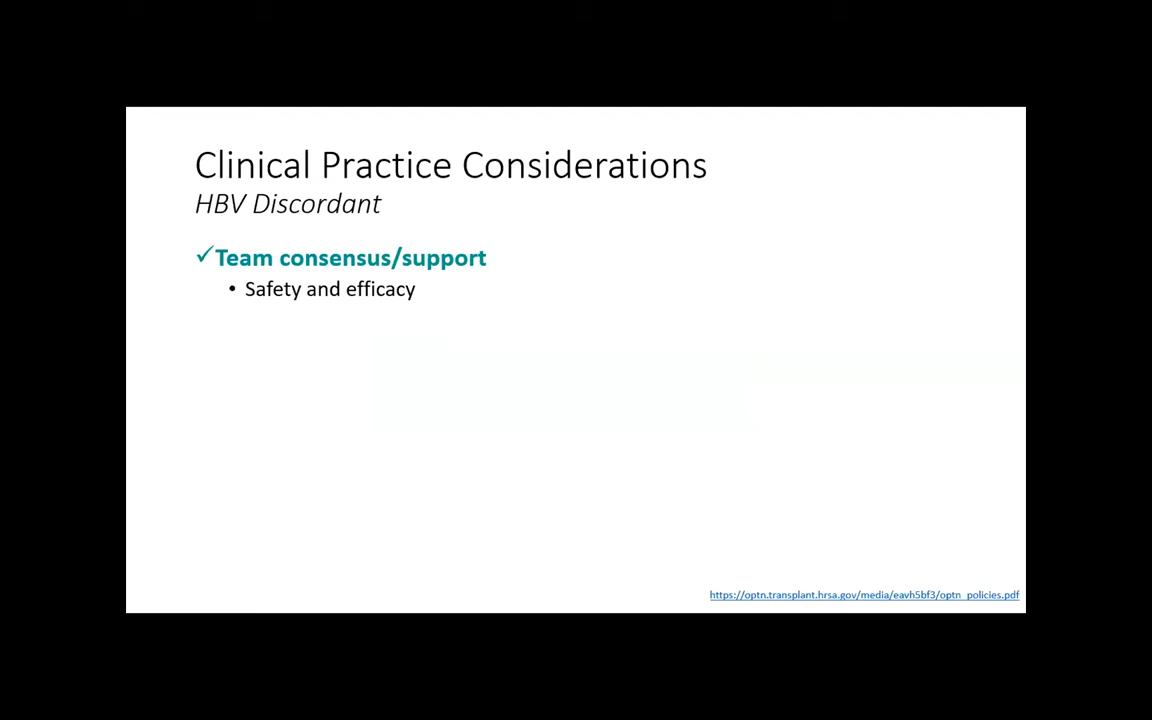 Clinical Practice Considerations
HBV Discordant
✓Team consensus/support
• Safety and efficacy
https://optn.transplant.hrsa.gov/media/eavh5bf3/optn_policies.pdf